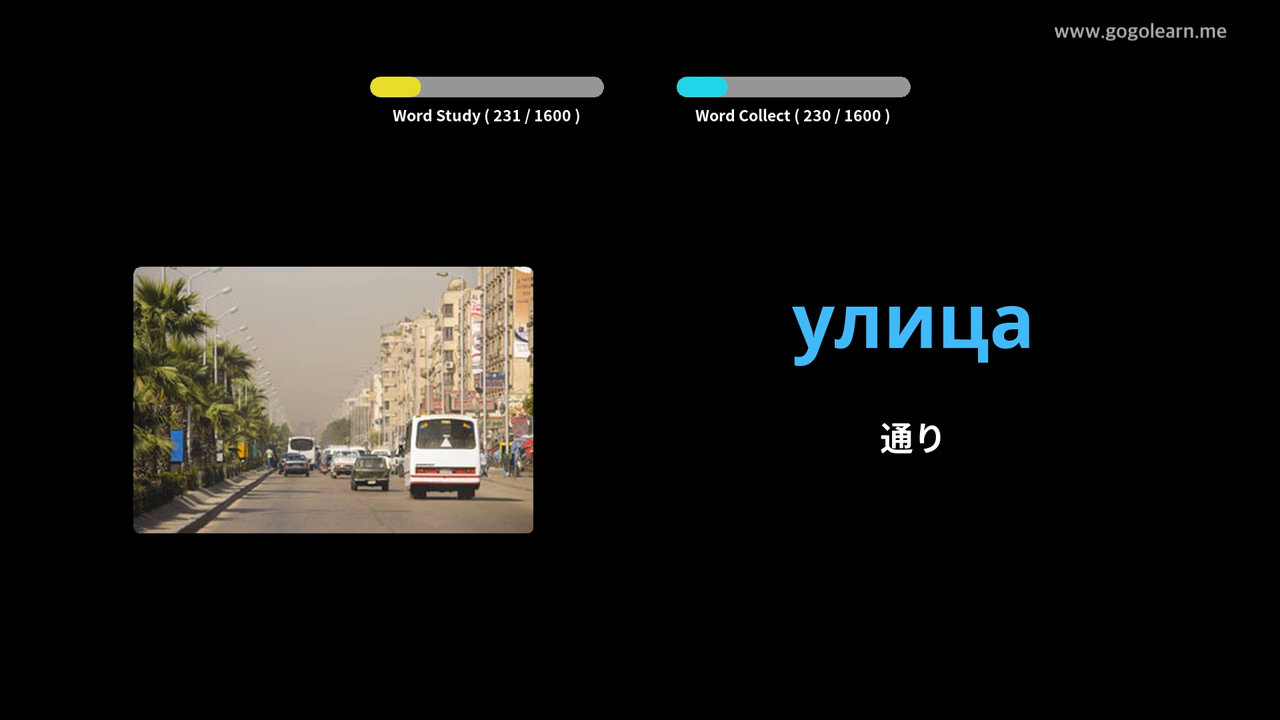 www.gogolearn.me
Word Study ( 231 / 1600 )
Word Collect ( 230 / 1600 )
улица
通り